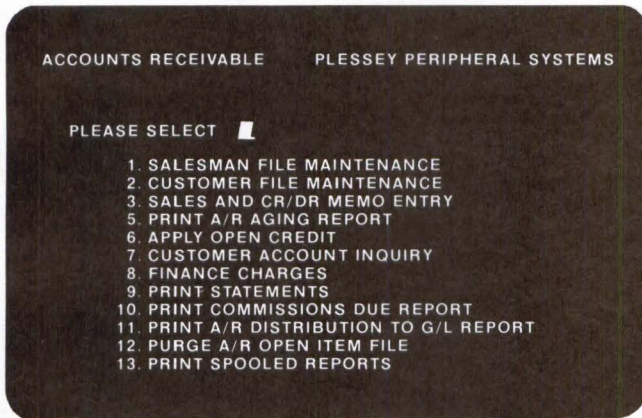 ACCOUNTS RECEIVABLE PLESSEY PERIPHERAL SYSTEMS
PLEASE SELECT
1. SALESMAN FILE MAINTENANCE
2. CUSTOMER FILE MAINTENANCE
3. SALES AND CR/DR MEMO ENTRY
5. PRINT A/R AGING REPORT
6. APPLY OPEN CREDIT
7. CUSTOMER ACCOUNT INQUIRY
8. FINANCE CHARGES
9. PRINT STATEMENTS
10. PRINT COMMISSIONS DUE REPORT
11. PRINT A/R DISTRIBUTION TO G/L REPORT
12. PURGE A/R OPEN ITEM FILE
13. PRINT SPOOLED REPORTS